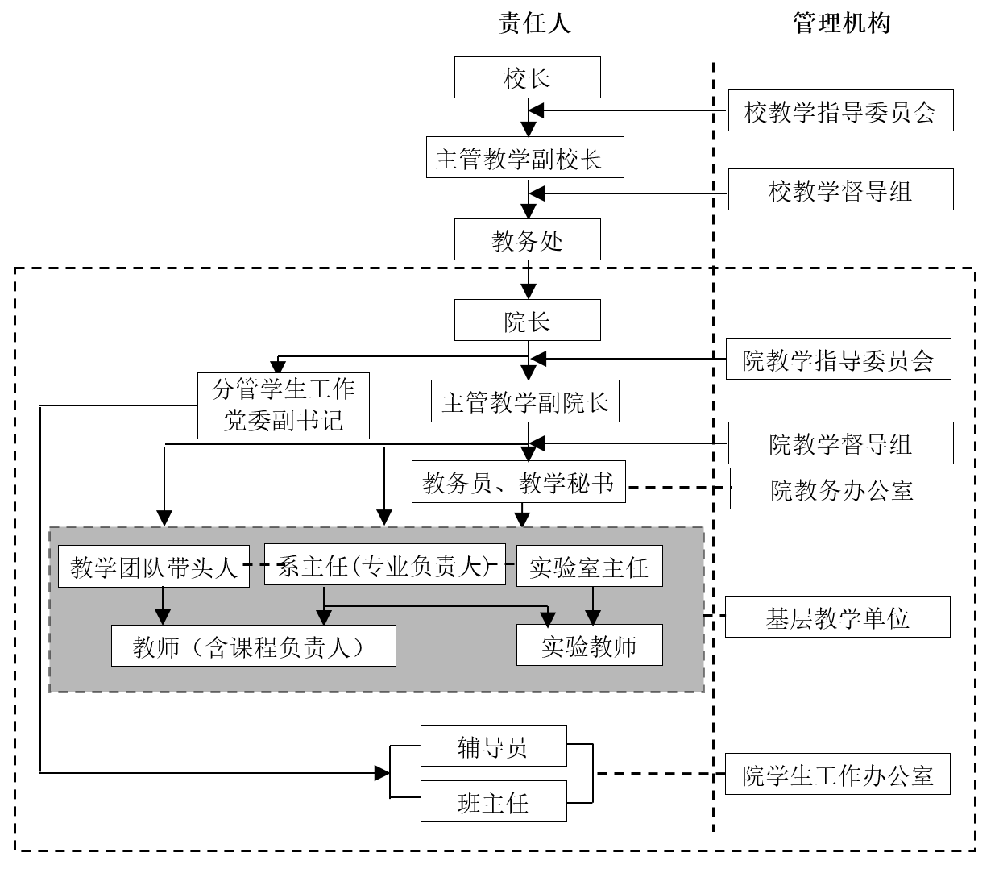 责任人
管理机构
校长
校教学指导委员会
主管教学副校长
校教学督导组
教务处
院长
院教学指导委员会
分管学生工作
党委副书记
主管教学副院长
院教学督导组
教务员、教学秘书
院教务办公室
教学团队带头人
系主任(专业负责人)
实验室主任
基层教学单位
教师（含课程负责人）
实验教师
辅导员
院学生工作办公室
班主任